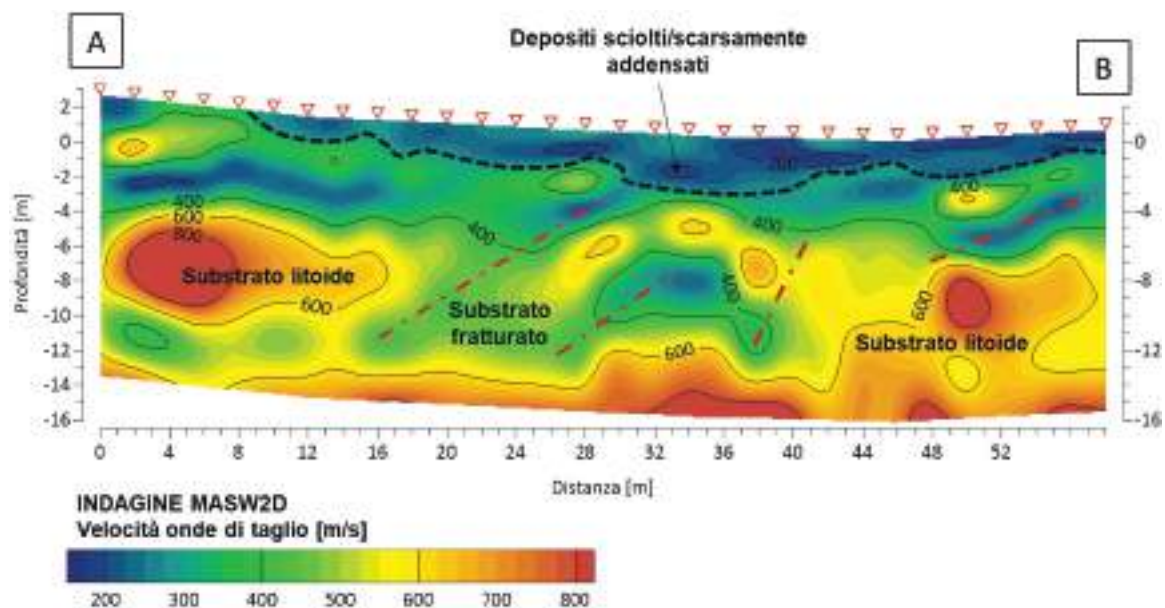 A
B
Depositi sciolti/scarsamente
addensati
2
0
-2
-4
-6
-8
-10
-12
-14
-16
Profondità [m]
0
-4
-8
-12
-16
200
400
400
600
800
400
400
400
600
600
600
Substrato litoide
Substrato
fratturato
Substrato litoide
0 4 8 12 16 20 24 28 32 36 40 44 48 52
Distanza [m]
INDAGINE MASW2D
Velocità onde di taglio [m/s]
200 300 400 500 600 700 800